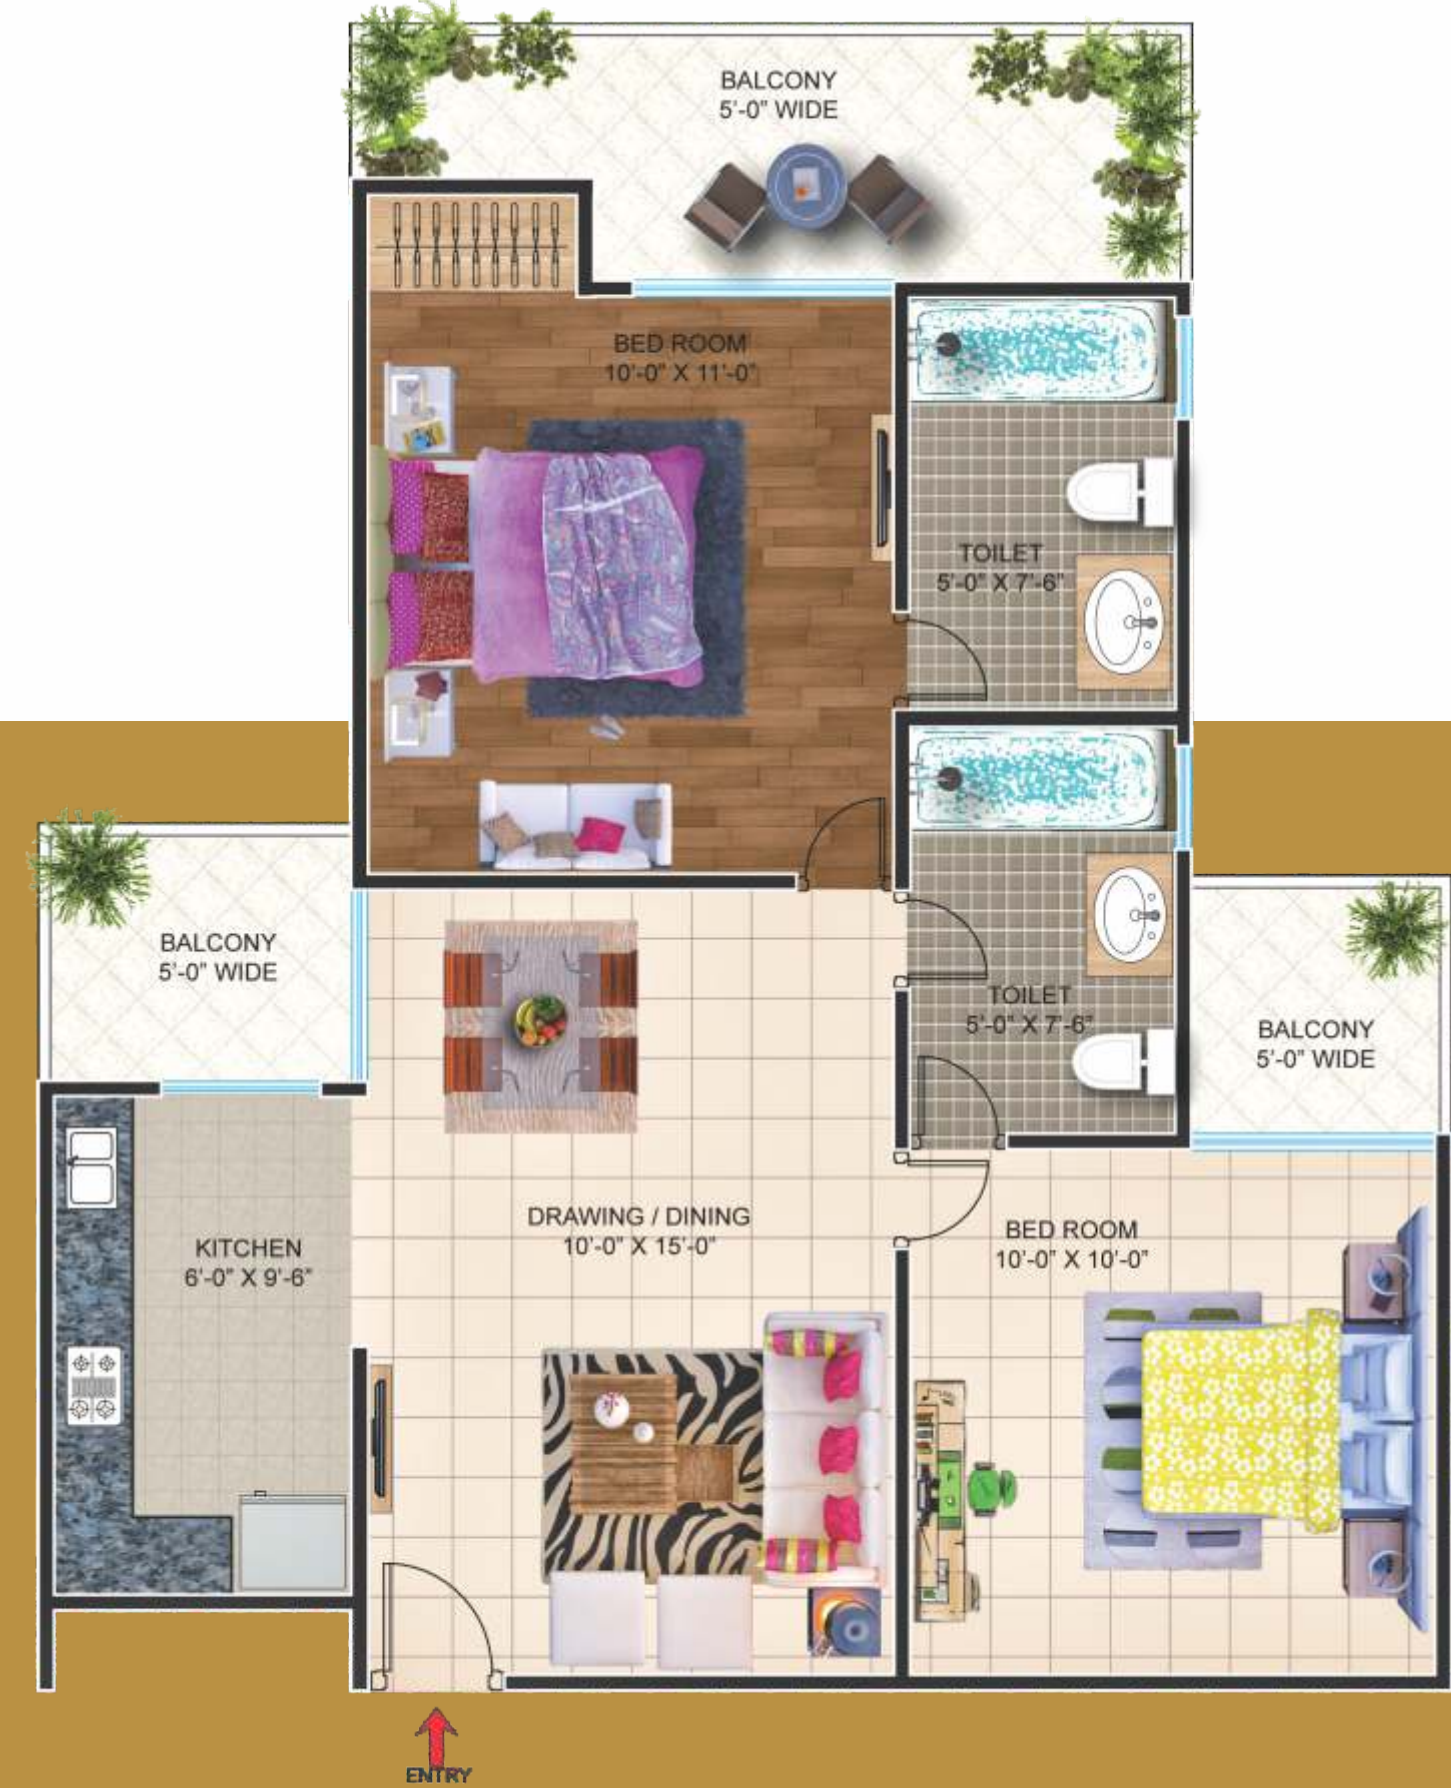 BALCONY
5'-0" WIDE
BED ROOM
10'-0" X 11'-0"
TOILET
5'-0" X 7'-6"
BALCONY
5'-0" WIDE
TOILET
5'-0" X 7'-6"
BALCONY
5'-0" WIDE
DRAWING / DINING
10'-0" X 15'-0"
BED ROOM
10'-0" X 10'-0"
KITCHEN
6'-0" X 9'-6"
ENTRY